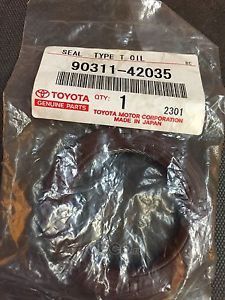 SEAL TYPE T OIL
90311-42035
TOYOTA
GENUINE PARTS
QTY:
1
2301
TOYOTA MOTOR CORPORATION
MADE IN JAPAN